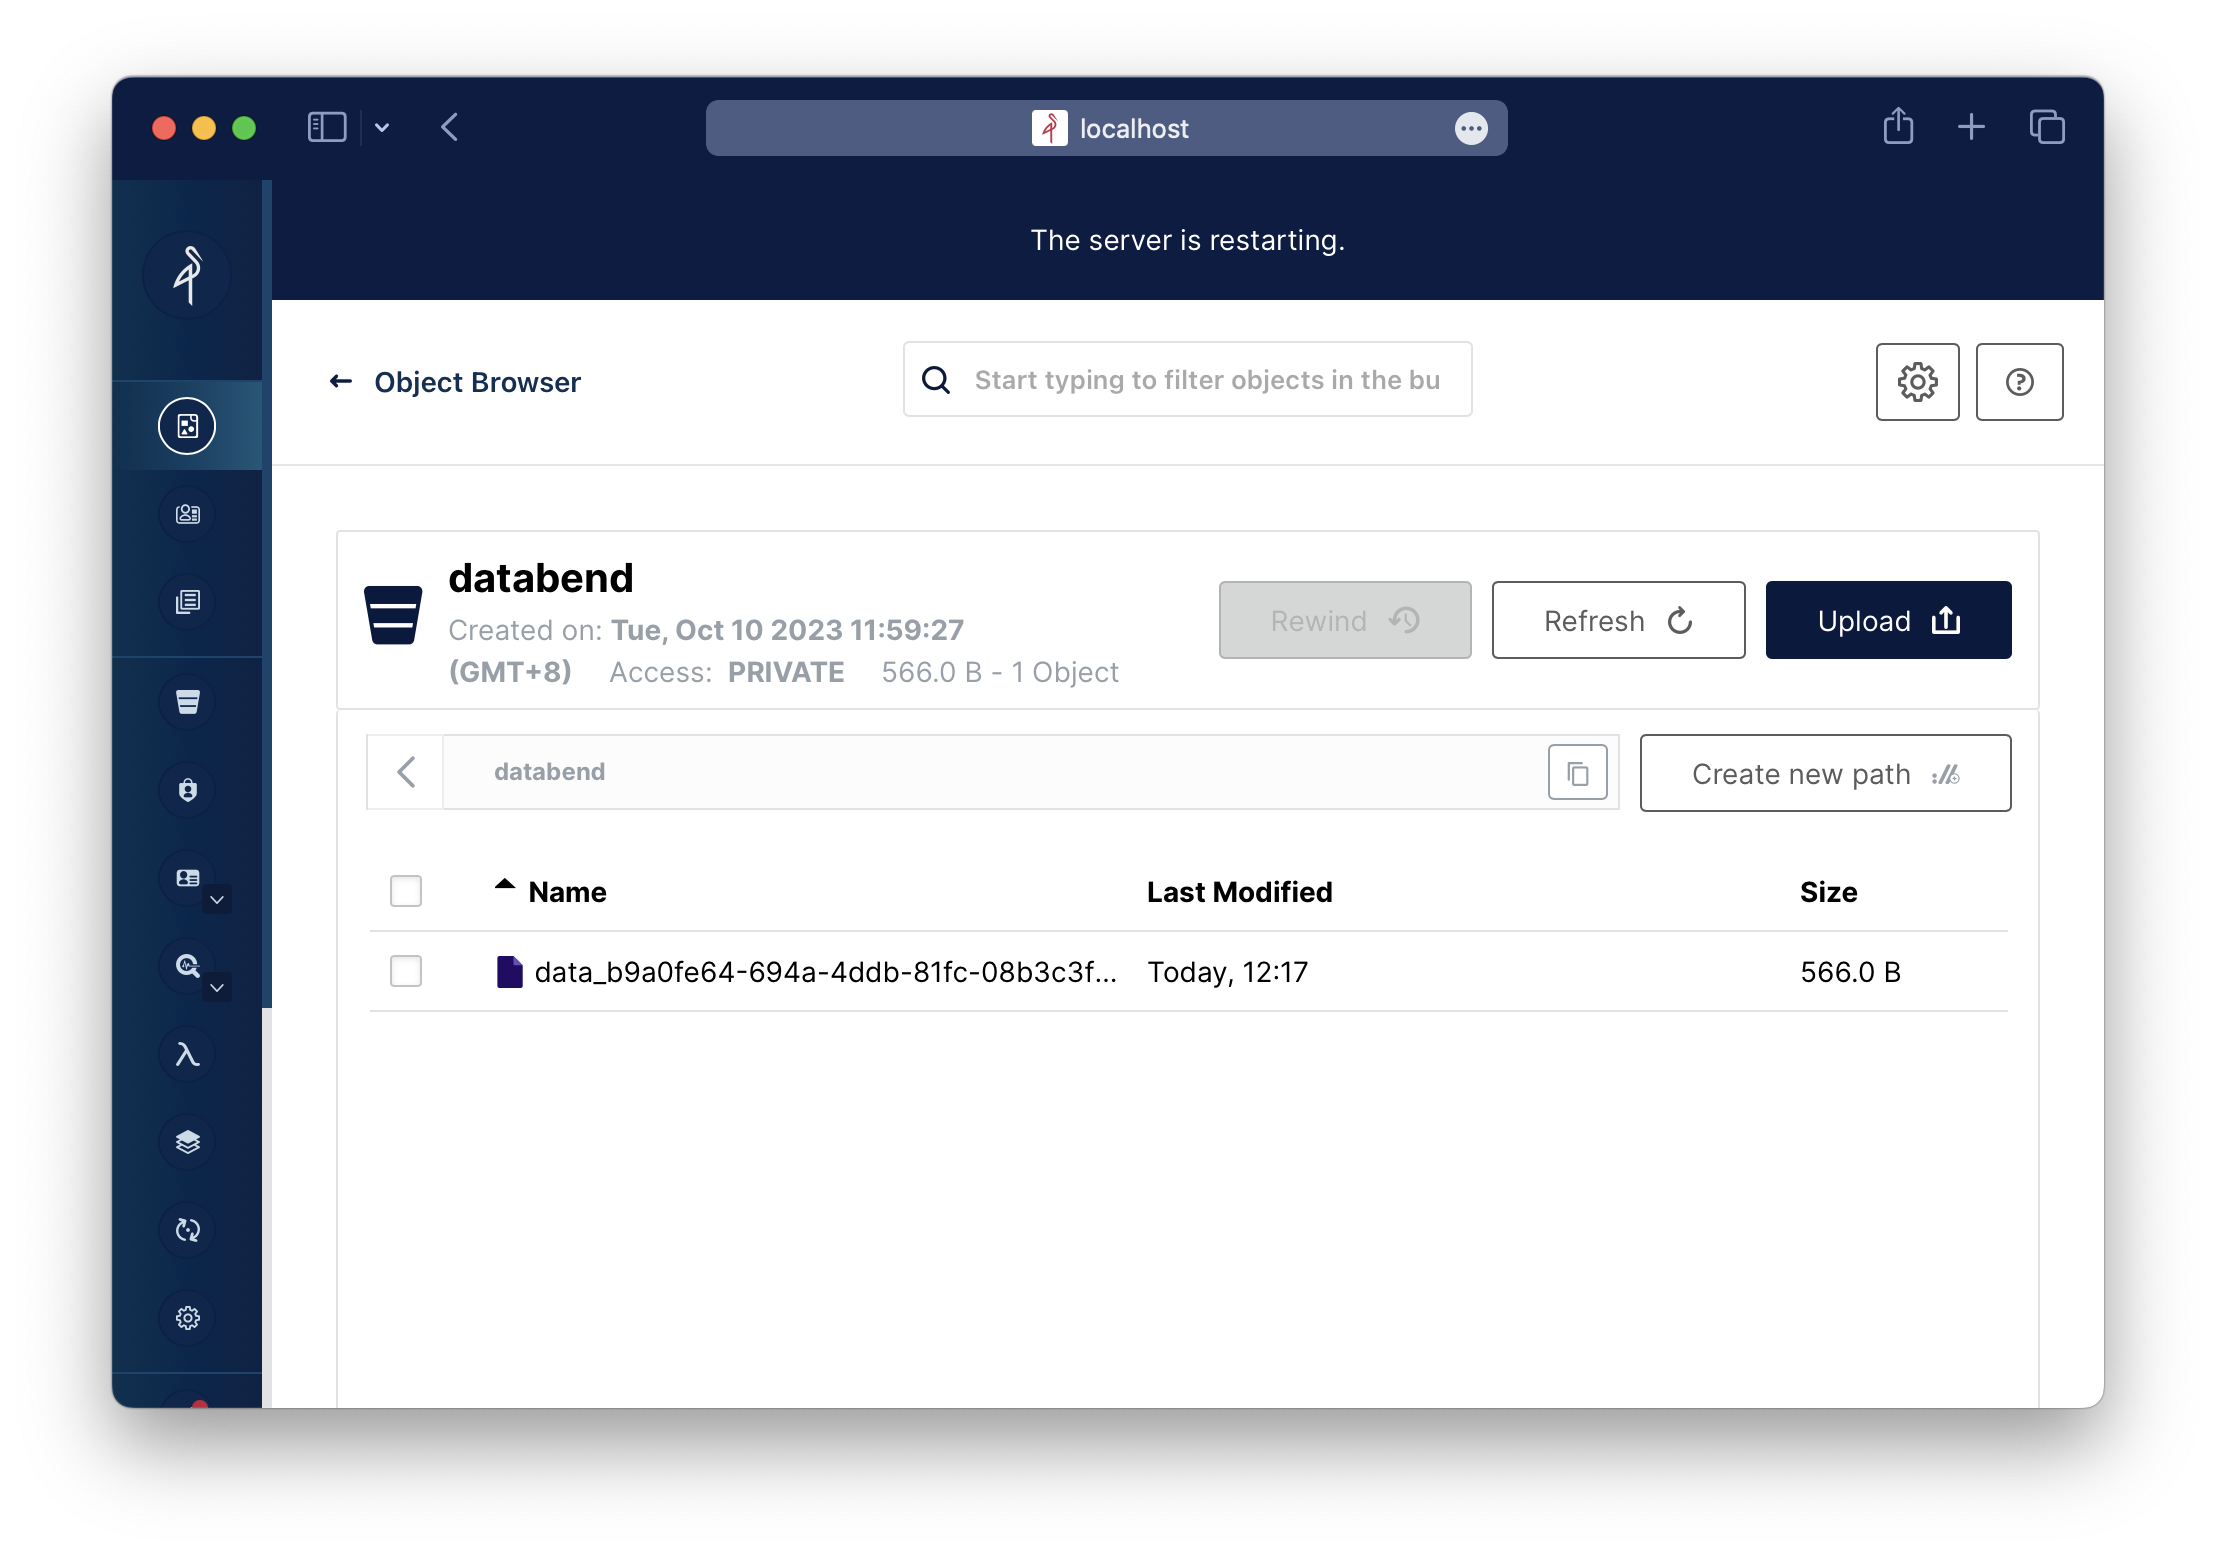 localhost
The server is restarting.
Object Browser
Start typing to filter objects in the bu
databend
Created on: Tue, Oct 10 2023 11:59:27
(GMT+8) Access: PRIVATE 566.0 B - 1 Object
Rewind
Refresh
Upload
databend
Create new path
Name Last Modified Size
data_b9a0fe64-694a-4ddb-81fc-08b3c3f... Today, 12:17 566.0 B